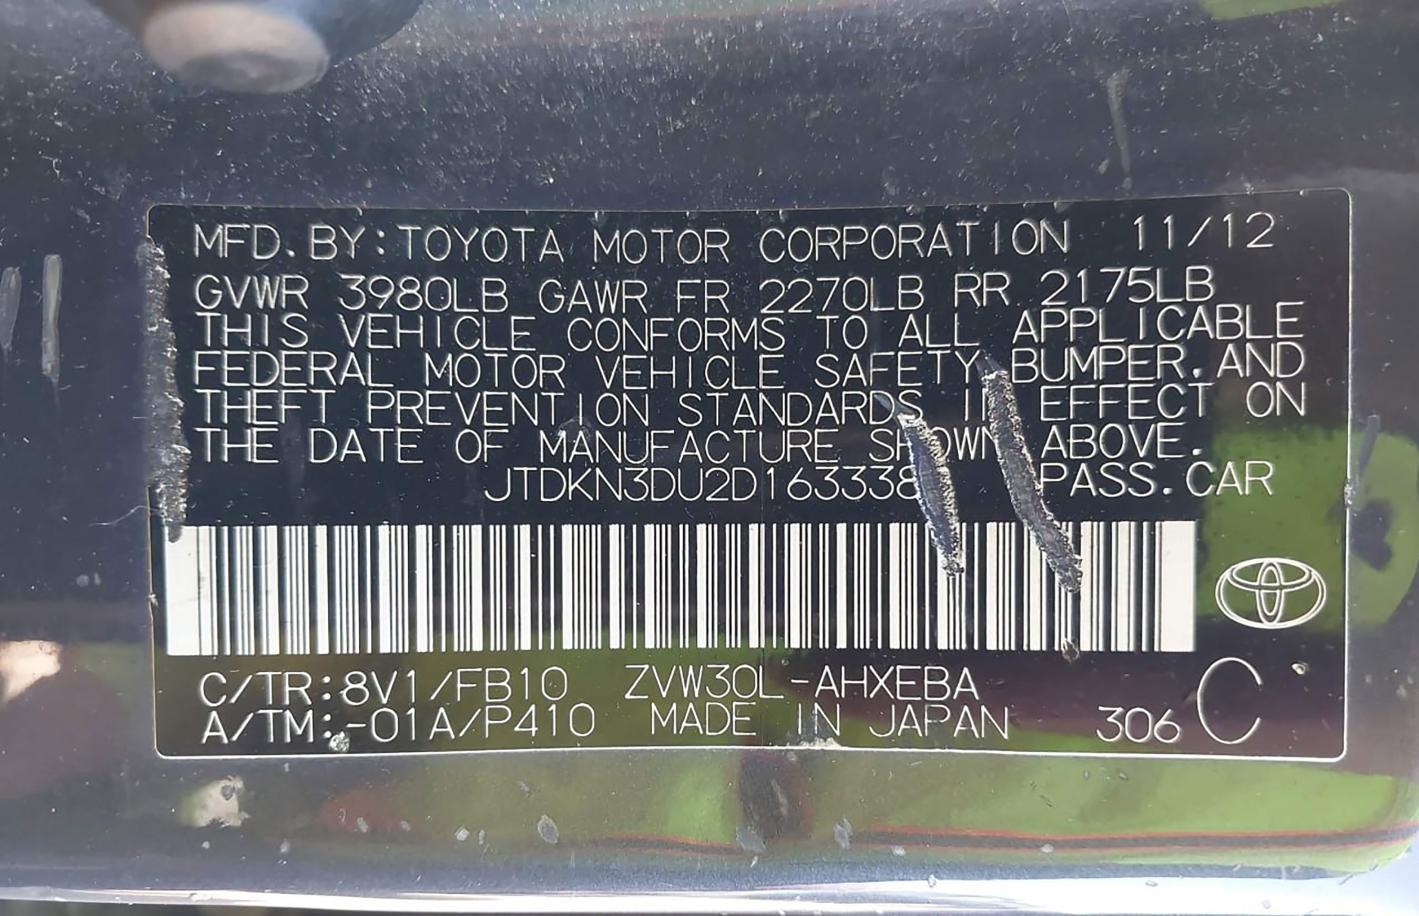 MFD. BY: TOYOTA MOTOR CORPORATION 11/12
GVWR 3980LB GAWR FR 2270LB RR 2175LB
THIS VEHICLE CONFORMS TO ALL APPLICABLE
FEDERAL MOTOR VEHICLE SAFETY, BUMPER, AND
THEFT PREVENTION STANDARDS IN EFFECT ON
THE DATE OF MANUFACTURE SHOWN ABOVE.
PASS. CAR
C/TR: 8V1/FB10 ZVW30L-AHXEBA
A/TM: -01A/P410 MADE IN JAPAN 306 C